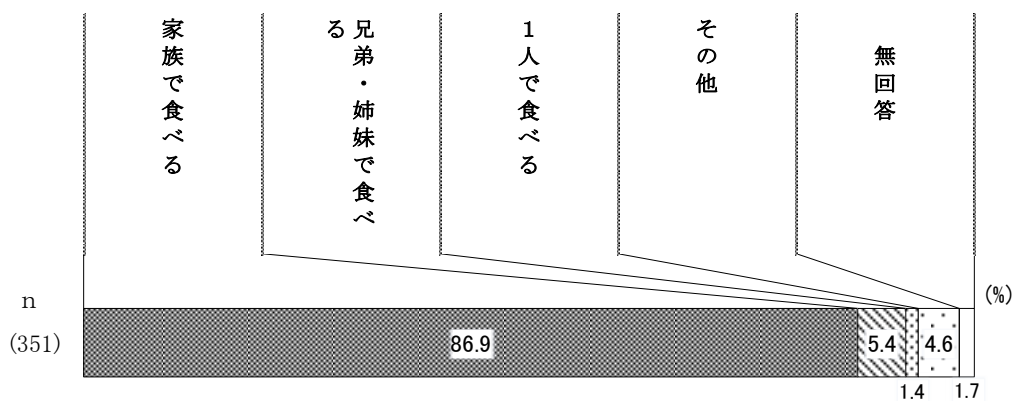 家族で食べる
兄弟・姉妹で食べ
る
1人で食べる
その他
無回答
(%)
n
(351)
86.9
5.4
4.6
1.4
1.7